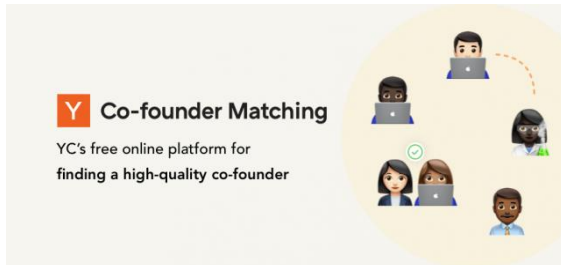 Y Co-founder Matching
YC's free online platform for
finding a high-quality co-founder